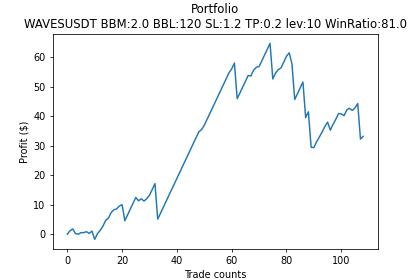 Portfolio
WAVESUSDT BBM:2.0 BBL:120 SL:1.2 TP:0.2 lev:10 WinRatio:81.0
Profit ($)
60
50
40
30
20
10
0
0 20 40 60 80 100
Trade counts